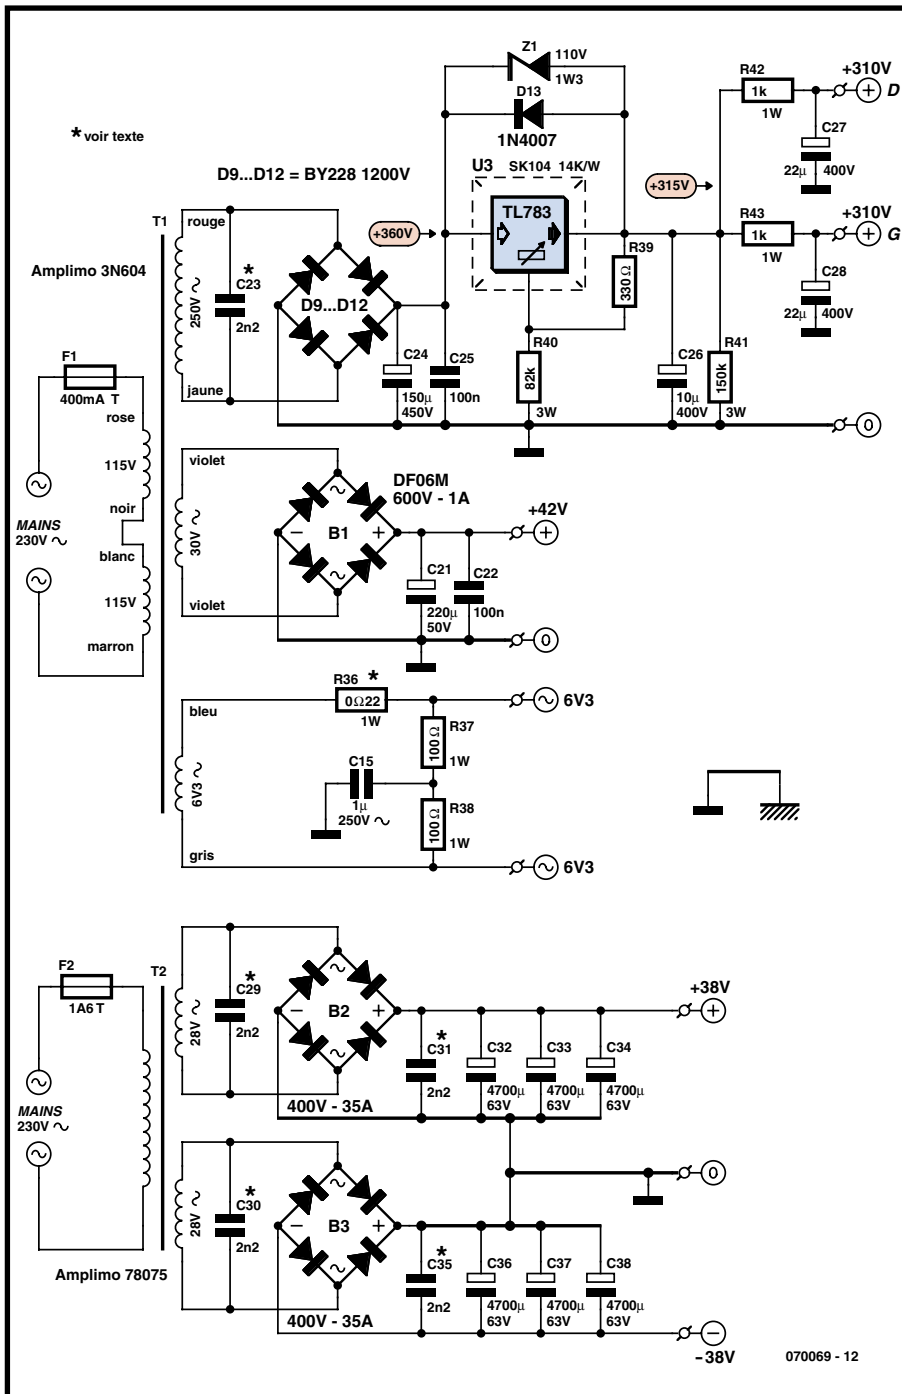 Z1
110V
1W3
D13
1N4007
R42
1k
1W
+310V
D
C27
22µ
400V
* voir texte
D9...D12 = BY228 1200V
U3
SK104 14K/W
+315V
TL783
+360V
R39
330Ω
R43
1k
1W
+310V
G
C28
22µ
400V
T1
rouge
Amplimo 3N604
250V ~
*
C23
2n2
D9...D12
jaune
C24
150µ
450V
C25
100n
R40
82k
3W
C26
10µ
400V
R41
150k
3W
0
F1
400mA T
rose
115V
noir
MAINS
230V ~
blanc
115V
marron
violet
30V ~
violet
DF06M
600V - 1A
~
− B1 +
~
+42V
+
C21
220µ
50V
C22
100n
0
R36 *
0Ω22
1W
bleu
6V3 ~
gris
C15
1µ
250V ~
R37
100Ω
1W
R38
100Ω
1W
~ 6V3
~ 6V3
F2
1A6 T
T2
MAINS
230V ~
Amplimo 78075
28V ~
*
C29
2n2
~
− B2 +
~
400V - 35A
+38V
+
*
C31
2n2
C32
4700µ
63V
C33
4700µ
63V
C34
4700µ
63V
0
28V ~
*
C30
2n2
~
− B3 +
~
400V - 35A
*
C35
2n2
C36
4700µ
63V
C37
4700µ
63V
C38
4700µ
63V
−
−38V
070069 - 12